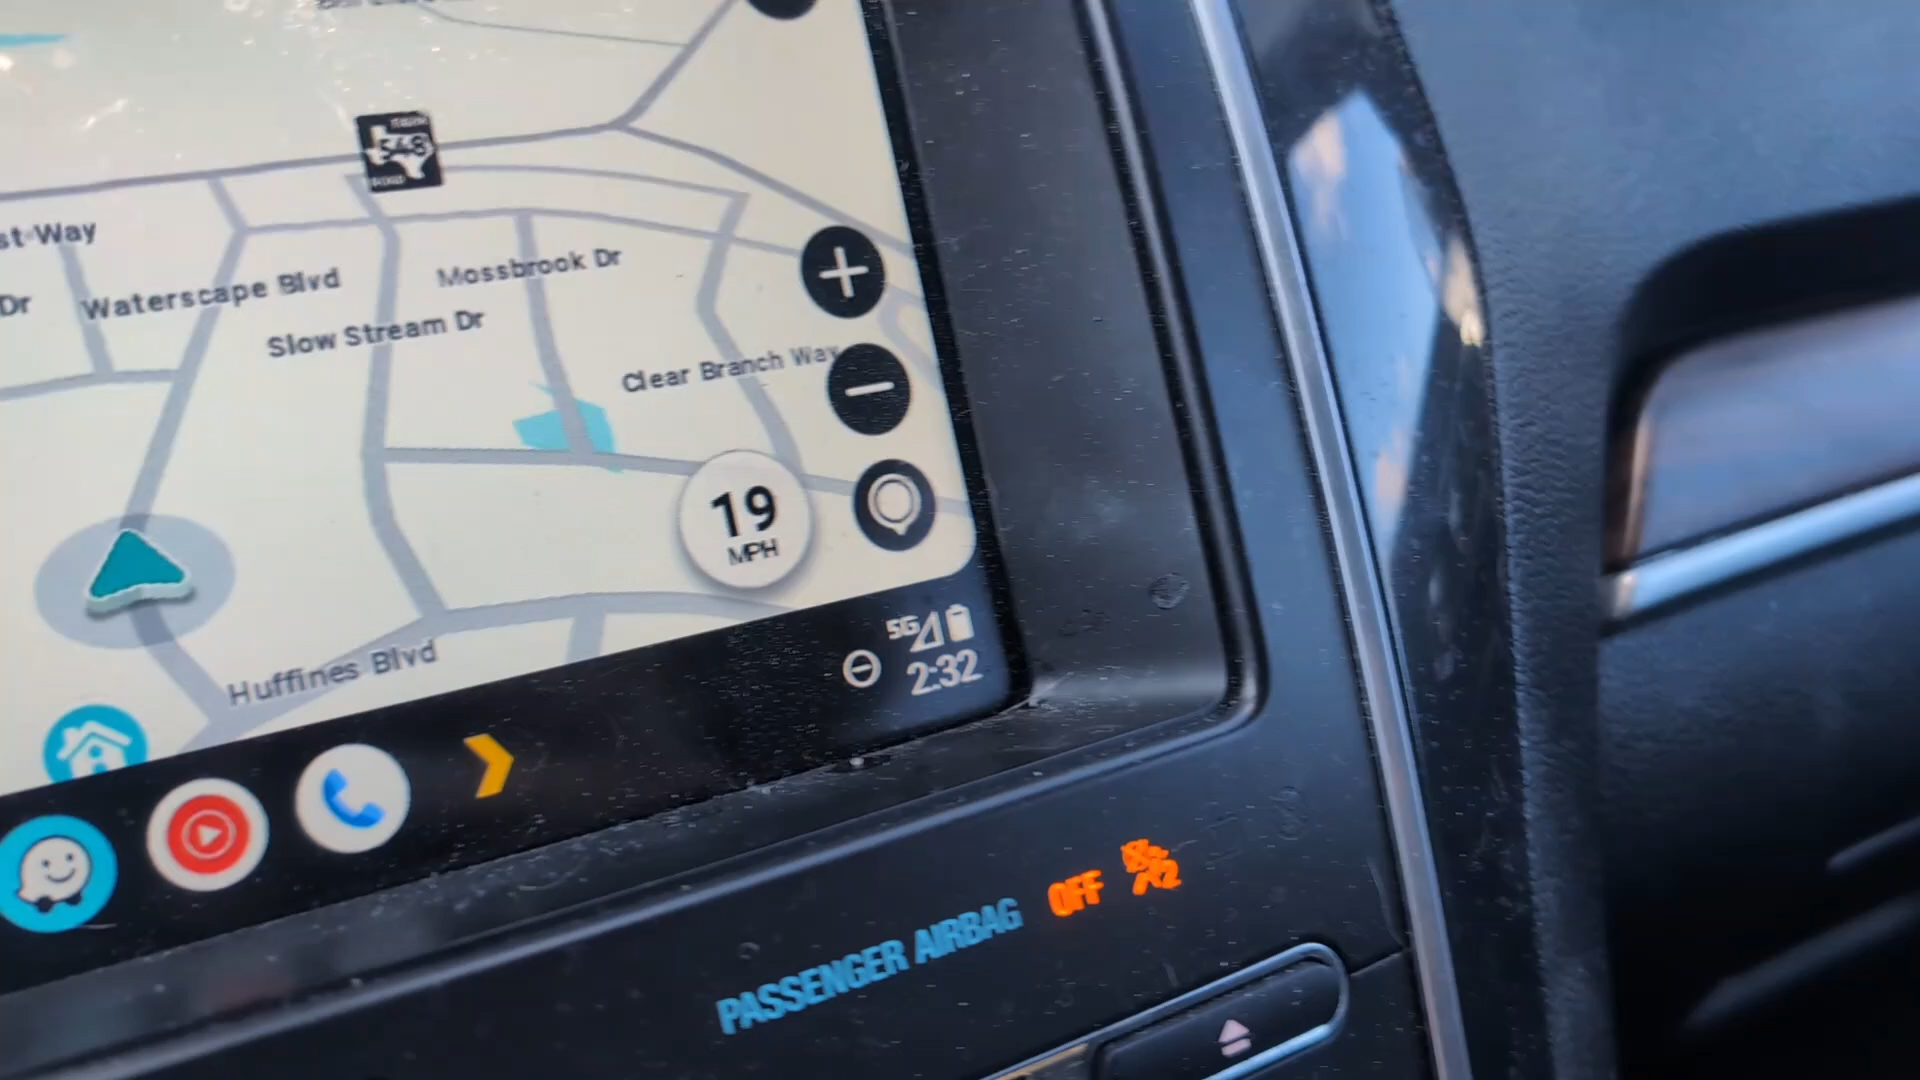 548
st Way
Mossbrook Dr
Dr
Waterscape Blvd
Slow Stream Dr
Clear Branch Way
19
MPH
Huffines Blvd
5G
2:32
PASSENGER AIRBAG OFF
2